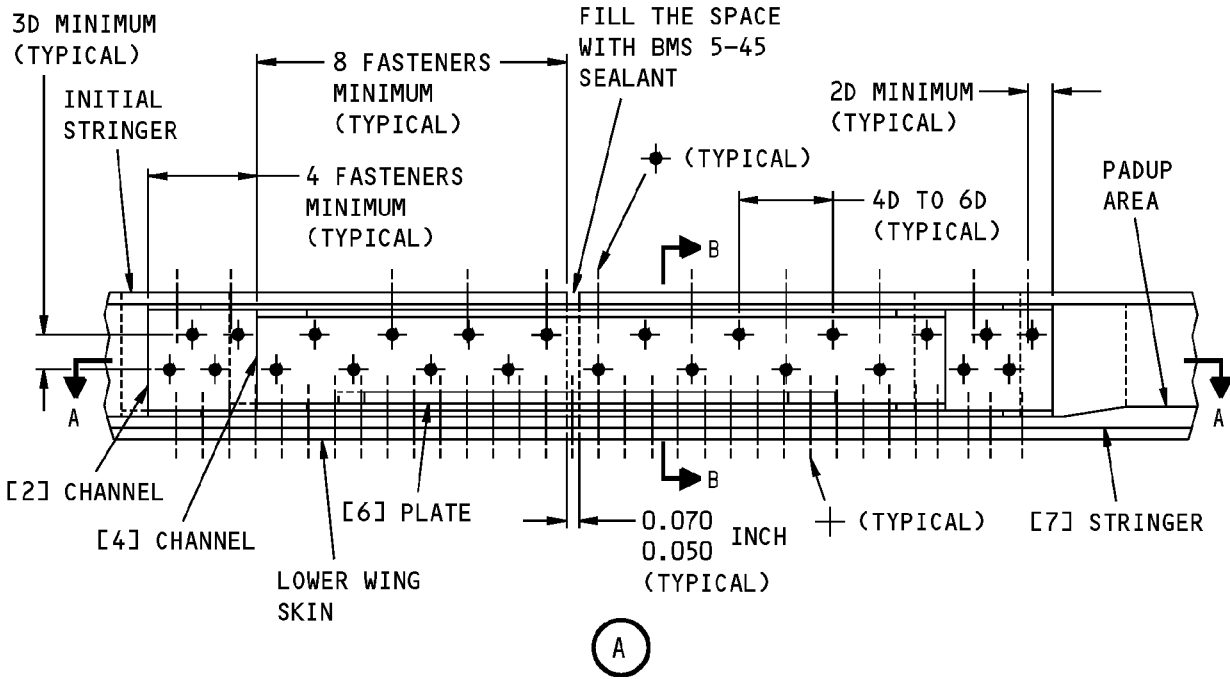 3D MINIMUM
(TYPICAL)
INITIAL
STRINGER
8 FASTENERS
MINIMUM
(TYPICAL)
4 FASTENERS
MINIMUM
(TYPICAL)
FILL THE SPACE
WITH BMS 5-45
SEALANT
(TYPICAL)
2D MINIMUM
(TYPICAL)
4D TO 6D
(TYPICAL)
PADUP
AREA
B
A
A
B
[2] CHANNEL
[4] CHANNEL
[6] PLATE
LOWER WING
SKIN
0.070
0.050
INCH
(TYPICAL)
(TYPICAL)
[7] STRINGER
A